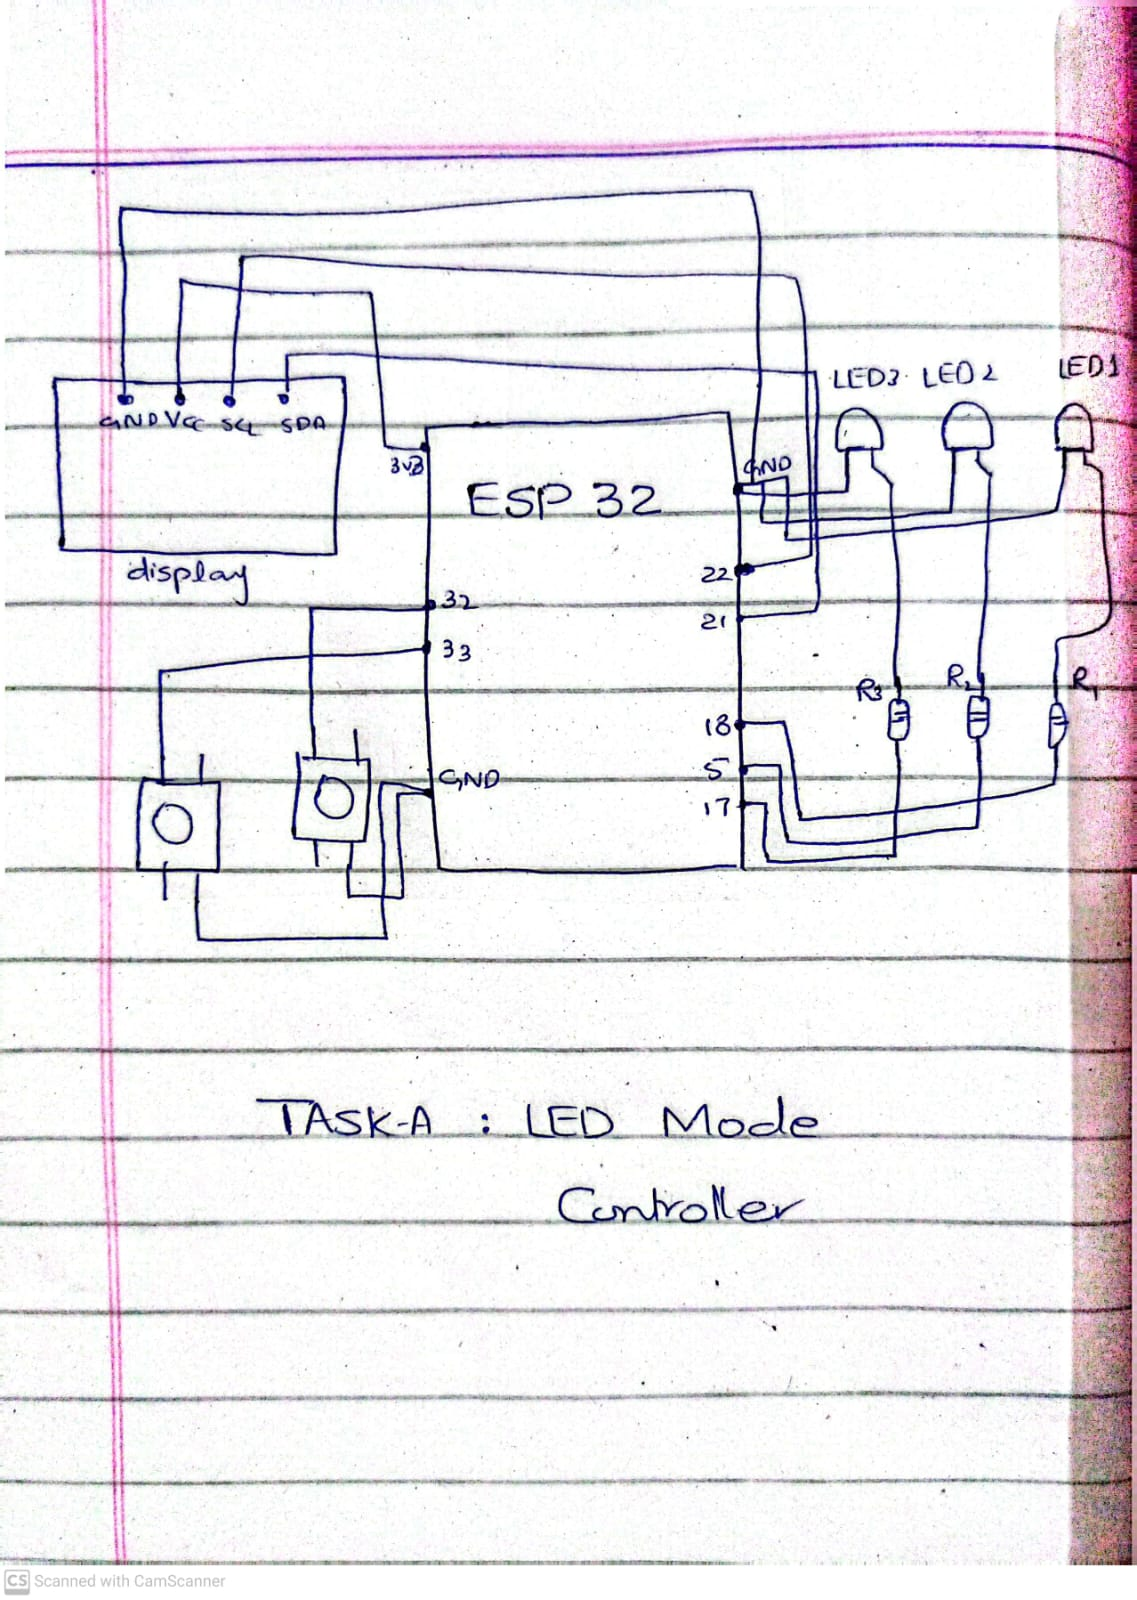 LED3 LED2 LED1
GND VCC SCL SDA
3v3
GND
ESP 32
display
22
32
21
33
R3 R2 R1
18
GND
5
17
TASK-A : LED Mode
Controller
CS Scanned with CamScanner